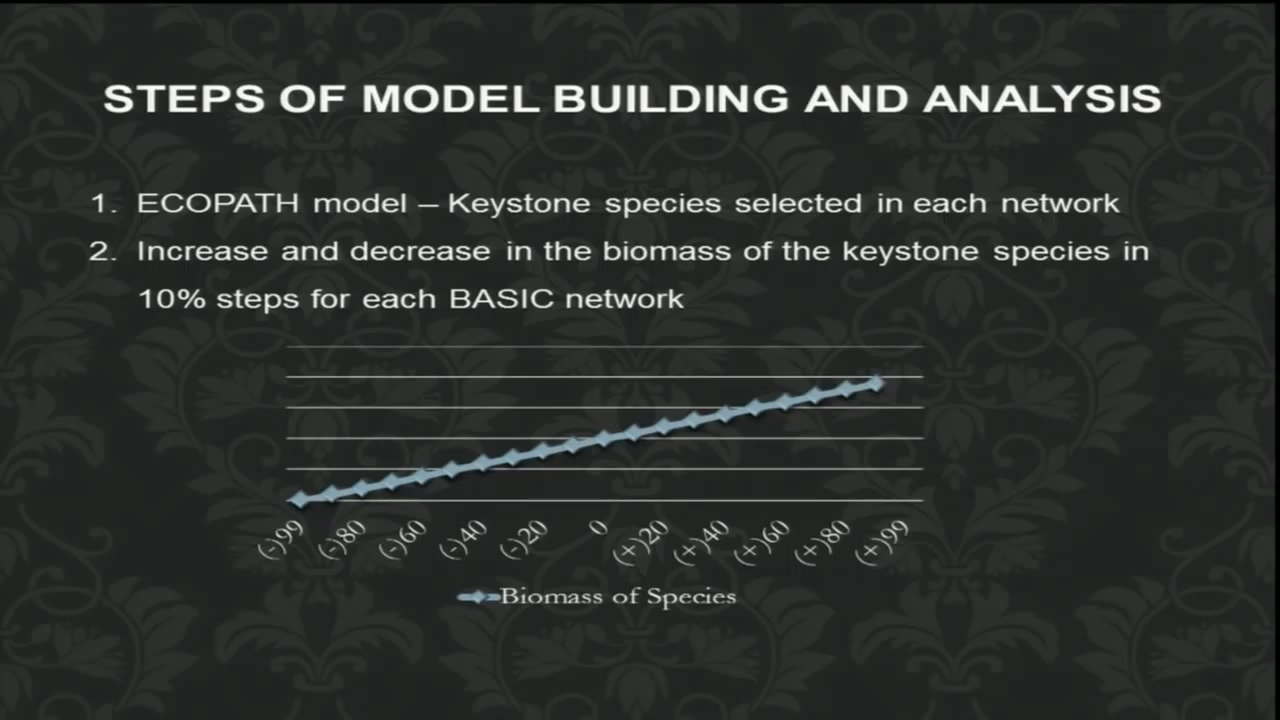 STEPS OF MODEL BUILDING AND ANALYSIS
1. ECOPATH model – Keystone species selected in each network
2. Increase and decrease in the biomass of the keystone species in
10% steps for each BASIC network
(-)99 (-)80 (-)60 (-)40 (-)20 0 (+)20 (+)40 (+)60 (+)80 (+)99
Biomass of Species